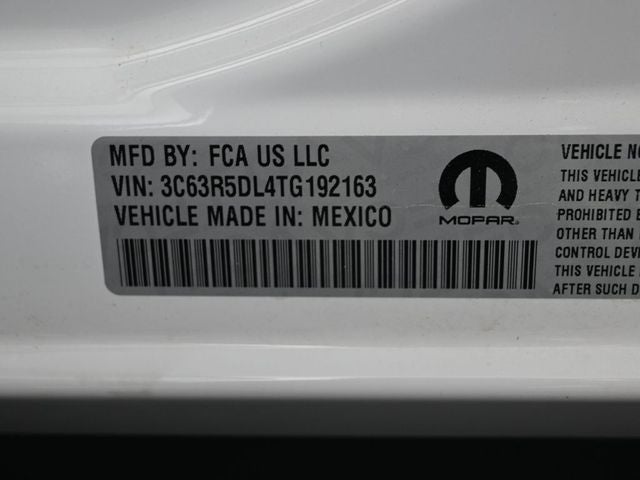 MFD BY: FCA US LLC
VIN: 3C63R5DL4TG192163
VEHICLE MADE IN: MEXICO
MOPAR®
VEHICLE
THIS VEHICLE
AND HEAVY
PROHIBITED
OTHER THAN
CONTROL
THIS VEHICLE
AFTER SUCH